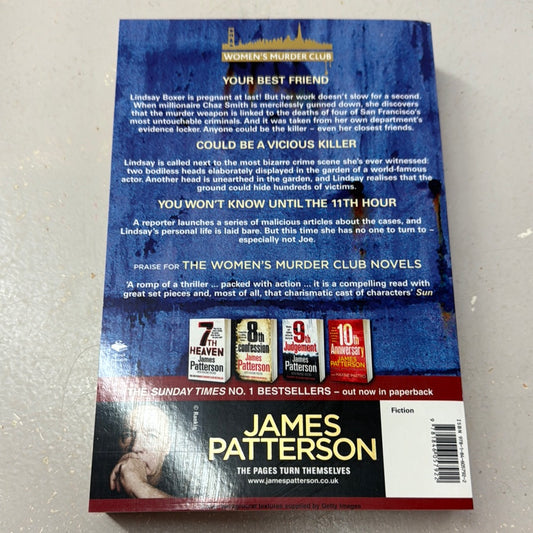 WOMEN'S MURDER CLUB
YOUR BEST FRIEND
Lindsay Boxer is pregnant at last! But her work doesn't slow for a second.
When millionaire Chaz Smith is mercilessly gunned down, she discovers
that the murder weapon is linked to the deaths of four of San Francisco's
most untouchable criminals. And it was taken from her own department's
evidence locker. Anyone could be the killer – even her closest friends.
COULD BE A VICIOUS KILLER
Lindsay is called next to the most bizarre crime scene she's ever witnessed:
two bodiless heads elaborately displayed in the garden of a world-famous
actor. Another head is unearthed in the garden, and Lindsay realises that the
ground could hide hundreds of victims.
YOU WON'T KNOW UNTIL THE 11TH HOUR
A reporter launches a series of malicious articles about the cases, and
Lindsay's personal life is laid bare. But this time she has no one to turn to –
especially not Joe.
PRAISE FOR THE WOMEN'S MURDER CLUB NOVELS
'A romp of a thriller ... packed with action ... it is a compelling read with
great set pieces and, most of all, that charismatic cast of characters' Sun
7TH
HEAVEN
James
Patterson
8th
Confession
James
Patterson
9th
Judgement
James
Patterson
10th
Anniversary
JAMES
PATTERSON
THE SUNDAY TIMES NO. 1 BESTSELLERS – out now in paperback
JAMES
PATTERSON
THE PAGES TURN THEMSELVES
www.jamespatterson.co.uk
Fiction
textures supplied by Getty Images